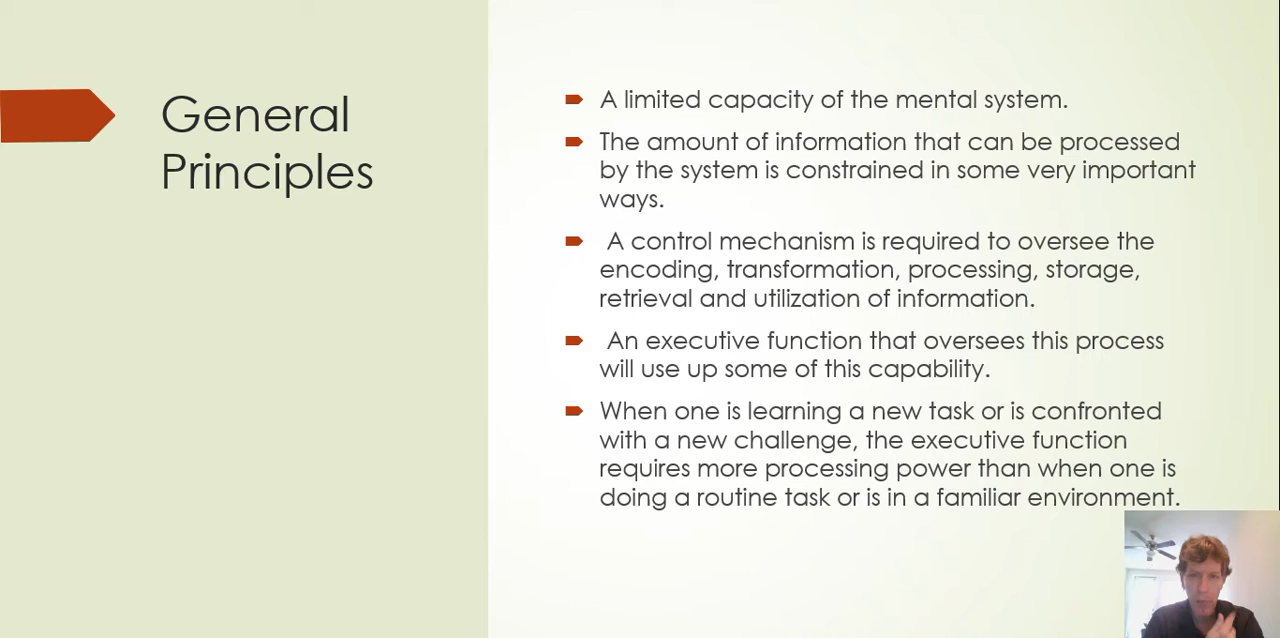 General
Principles
A limited capacity of the mental system.
The amount of information that can be processed
by the system is constrained in some very important
ways.
A control mechanism is required to oversee the
encoding, transformation, processing, storage,
retrieval and utilization of information.
An executive function that oversees this process
will use up some of this capability.
When one is learning a new task or is confronted
with a new challenge, the executive function
requires more processing power than when one is
doing a routine task or is in a familiar environment.